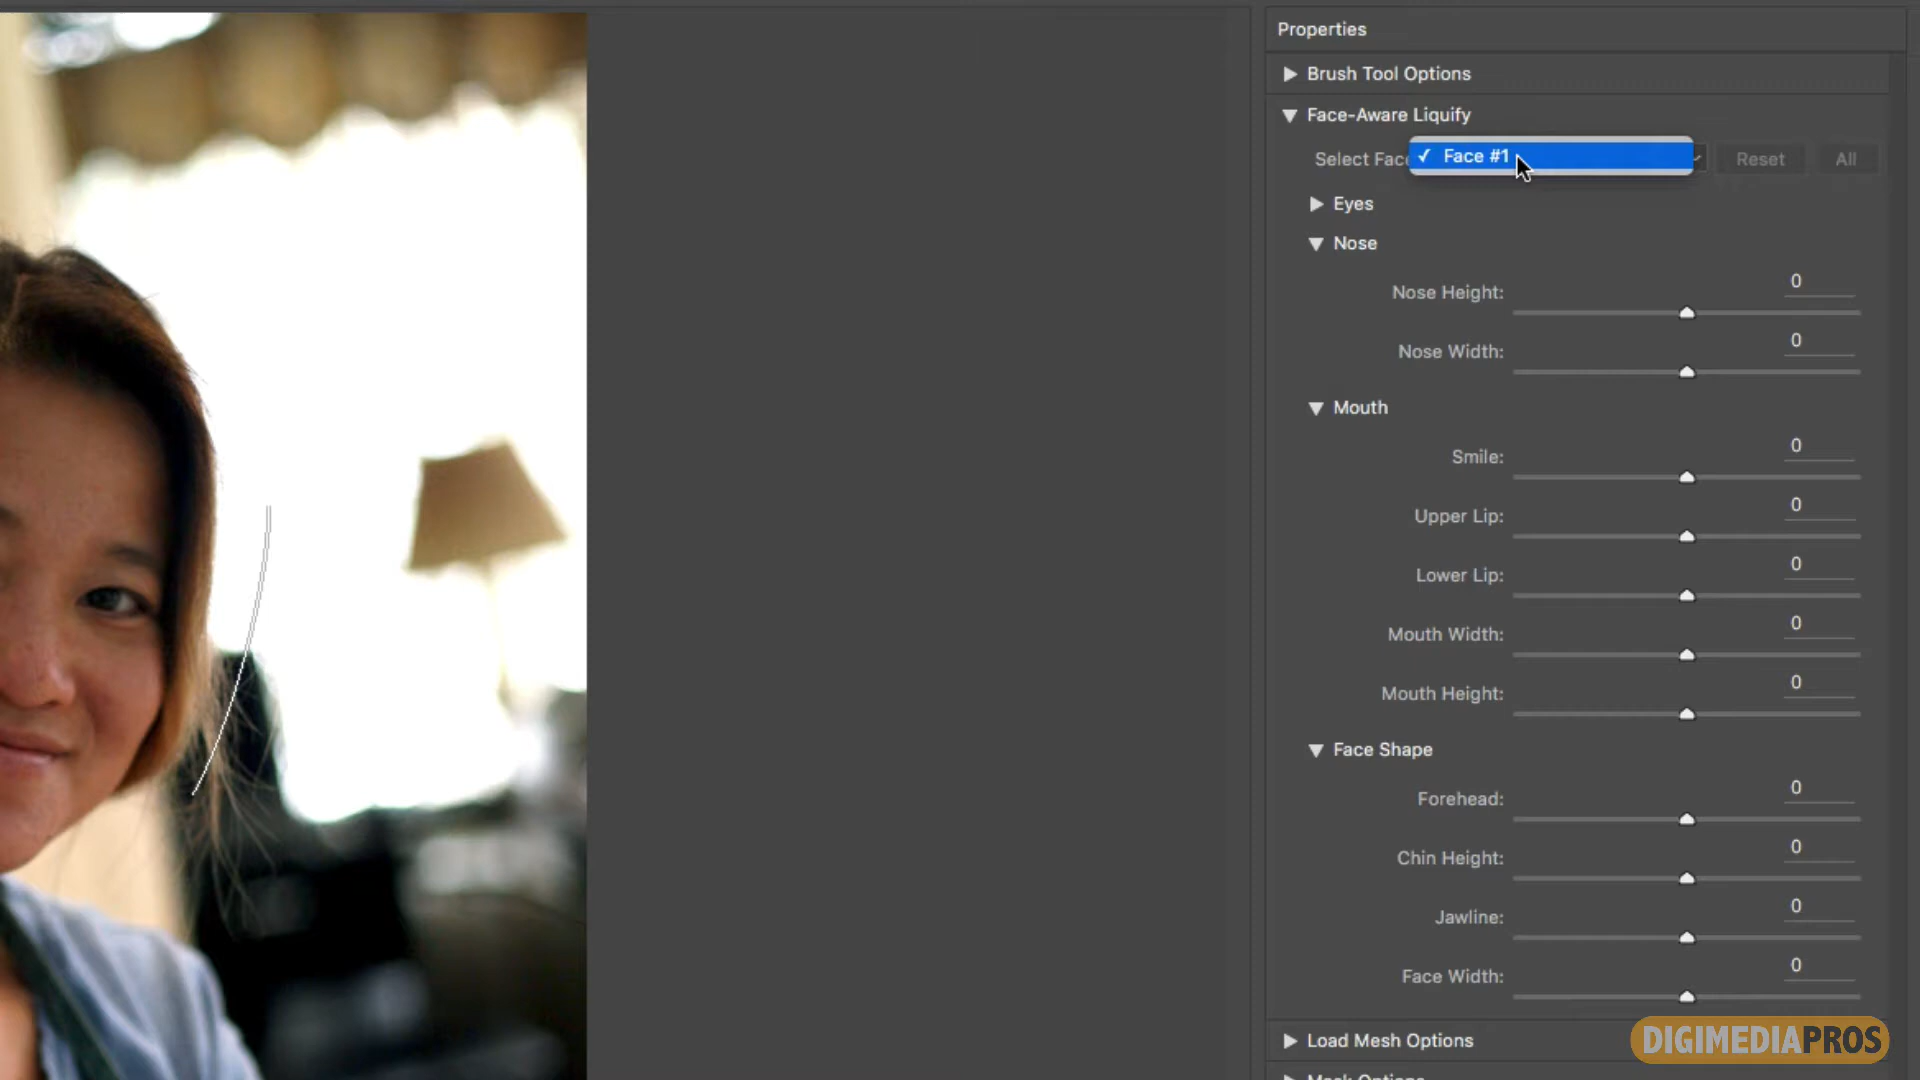 Properties
Brush Tool Options
Face-Aware Liquify
Select Face
✓ Face #1
Reset
All
Eyes
Nose
Nose Height: 0
Nose Width: 0
Mouth
Smile: 0
Upper Lip: 0
Lower Lip: 0
Mouth Width: 0
Mouth Height: 0
Face Shape
Forehead: 0
Chin Height: 0
Jawline: 0
Face Width: 0
Load Mesh Options
DIGIMEDIAPROS